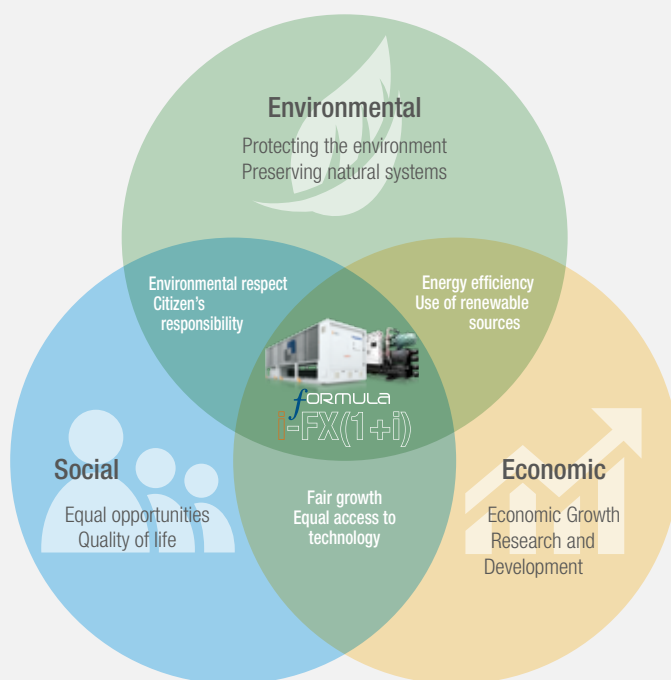 Environmental
Protecting the environment
Preserving natural systems
Environmental respect
Citizen's
responsibility
Energy efficiency
Use of renewable
sources
FORMULA
i-FX(1+i)
Social
Equal opportunities
Quality of life
Fair growth
Equal access to
technology
Economic
Economic Growth
Research and
Development